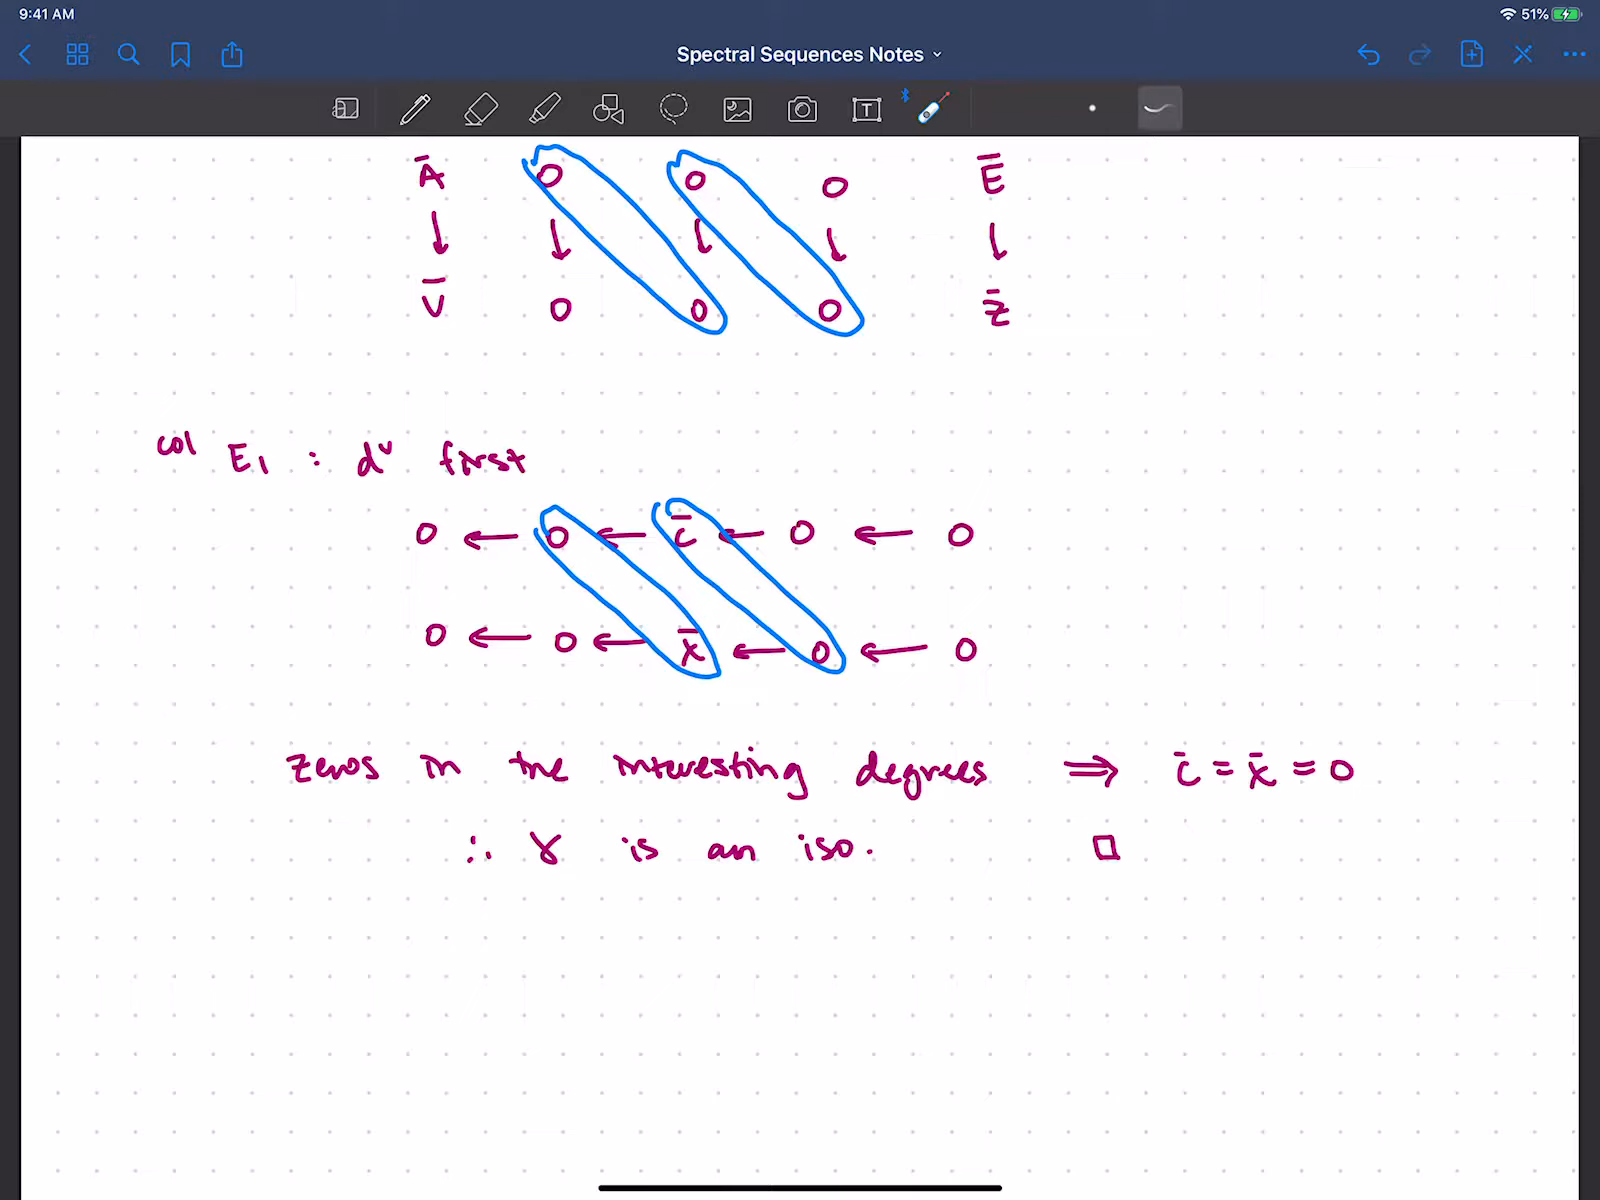 9:41 AM
51%
Spectral Sequences Notes
T
Ā 0 0 0 Ē
↓ ↓ ↓ ↓ ↓
V̄ 0 0 0 Z̄
col E₁ : dᵛ first
0 ← 0 ← C̄ ← 0 ← 0
0 ← 0 ← X̄ ← 0 ← 0
zeros in the interesting degrees ⇒ C̄ = X̄ = 0
∴ γ is an iso. □